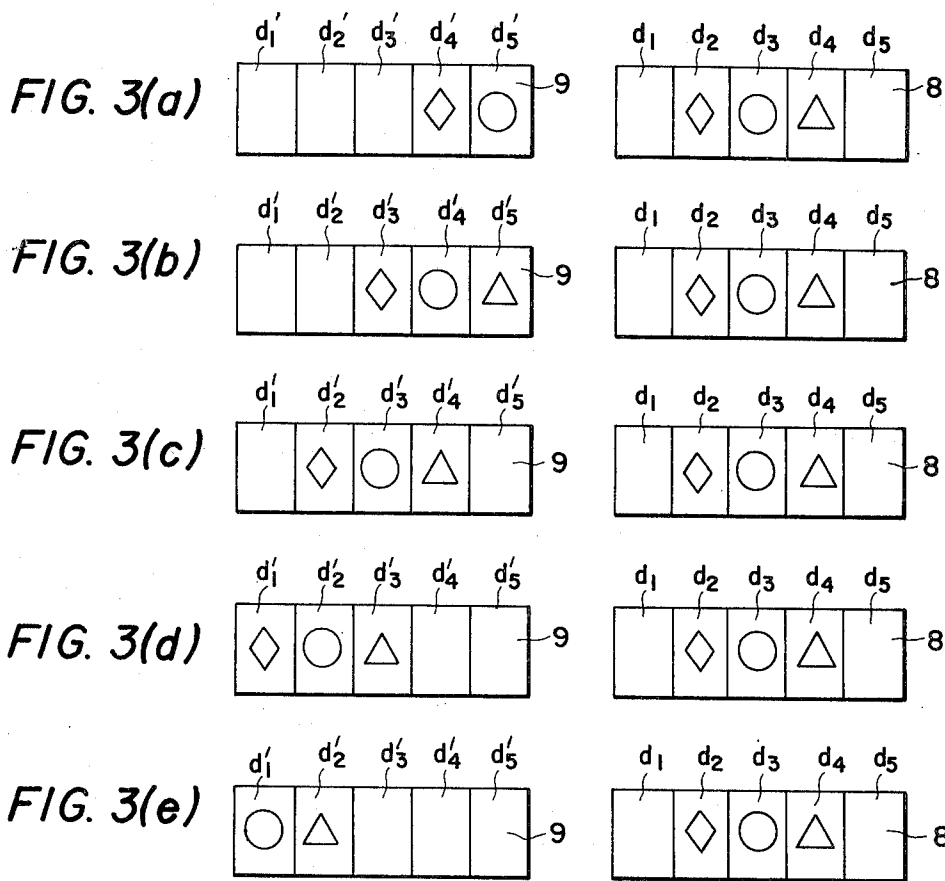 d₁' d₂' d₃' d₄' d₅' d₁ d₂ d₃ d₄ d₅
FIG. 3(a) 9 8
d₁' d₂' d₃' d₄' d₅' d₁ d₂ d₃ d₄ d₅
FIG. 3(b) 9 8
d₁' d₂' d₃' d₄' d₅' d₁ d₂ d₃ d₄ d₅
FIG. 3(c) 9 8
d₁' d₂' d₃' d₄' d₅' d₁ d₂ d₃ d₄ d₅
FIG. 3(d) 9 8
d₁' d₂' d₃' d₄' d₅' d₁ d₂ d₃ d₄ d₅
FIG. 3(e) 9 8